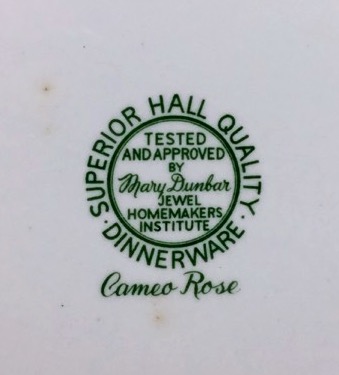 SUPERIOR HALL QUALITY
· DINNERWARE ·
TESTED
AND APPROVED
BY
Mary Dunbar
JEWEL
HOMEMAKERS
INSTITUTE
Cameo Rose